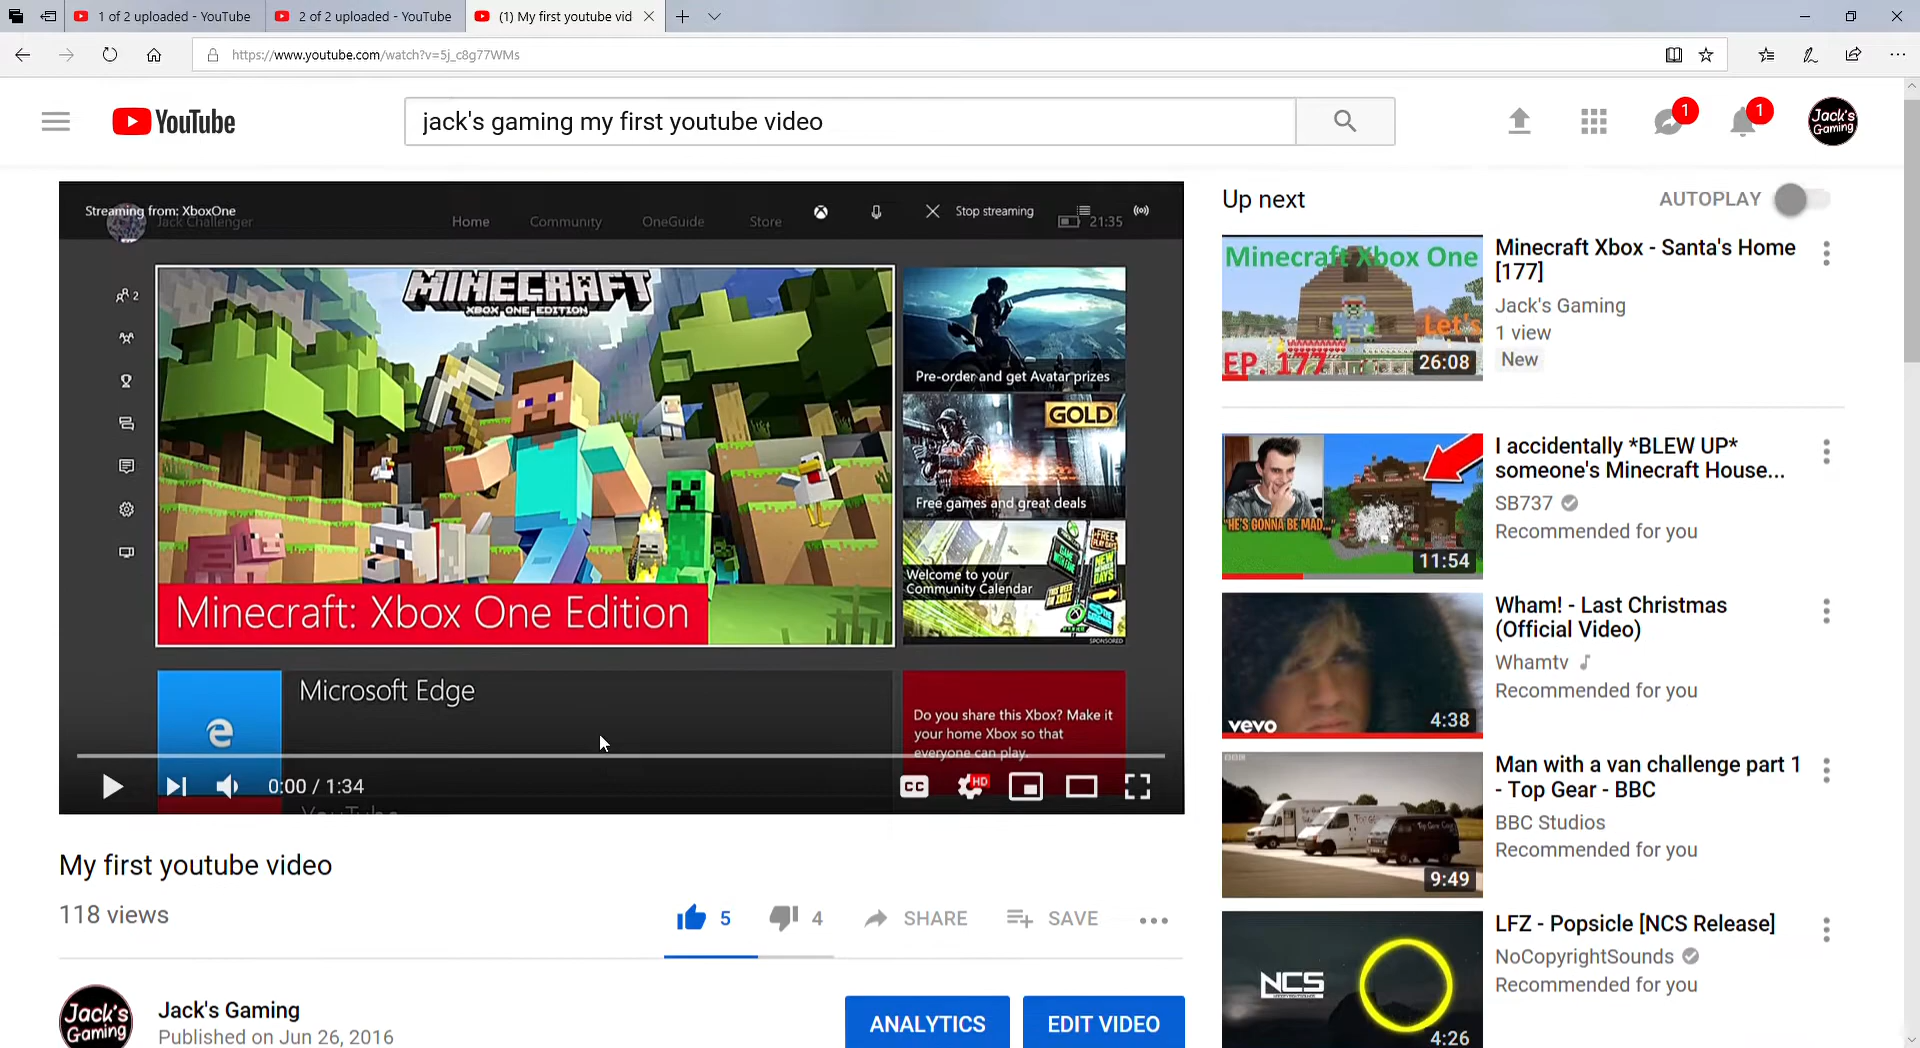 1 of 2 uploaded - YouTube
2 of 2 uploaded - YouTube
(1) My first youtube vid
https://www.youtube.com/watch?v=5j_c8g77WMs
YouTube
jack's gaming my first youtube video
1
1
Jack's
Gaming
Streaming from: XboxOne
Jack Challenger
Home
Community
OneGuide
Store
Stop streaming
21:35
2
MINECRAFT
XBOX ONE EDITION
Minecraft: Xbox One Edition
Pre-order and get Avatar prizes
GOLD
Free games and great deals
Welcome to your
Community Calendar
SPONSORED
Microsoft Edge
Do you share this Xbox? Make it
your home Xbox so that
everyone can play.
YouTube
0:00 / 1:34
CC
HD
My first youtube video
118 views
5
4
SHARE
SAVE
Jack's
Gaming
Jack's Gaming
Published on Jun 26, 2016
ANALYTICS
EDIT VIDEO
Up next
AUTOPLAY
Minecraft Xbox One
Let's
EP. 177
26:08
Minecraft Xbox - Santa's Home
[177]
Jack's Gaming
1 view
New
"HE'S GONNA BE MAD...
11:54
I accidentally *BLEW UP*
someone's Minecraft House...
SB737
Recommended for you
vevo
4:38
Wham! - Last Christmas
(Official Video)
Whamtv
Recommended for you
BBC
9:49
Man with a van challenge part 1
- Top Gear - BBC
BBC Studios
Recommended for you
NCS
4:26
LFZ - Popsicle [NCS Release]
NoCopyrightSounds
Recommended for you